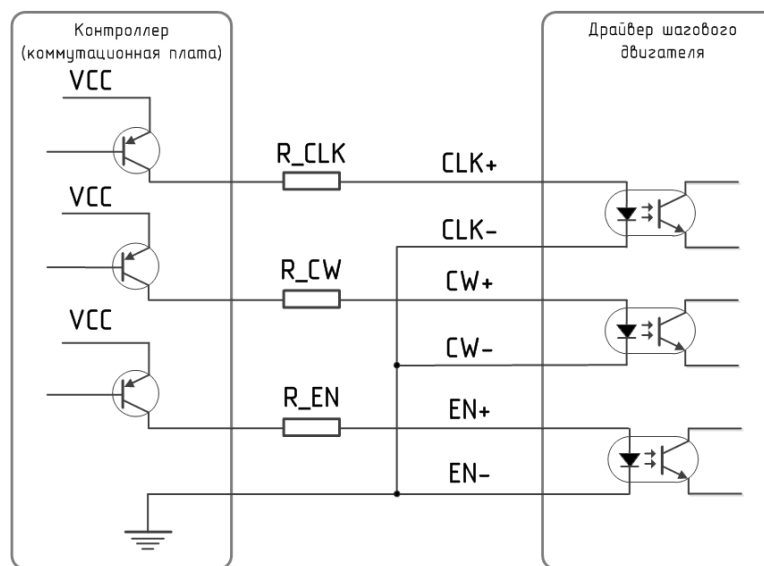 Контроллер
(коммутационная плата)
Драйвер шагового
двигателя
VCC
R_CLK
CLK+
VCC
CLK-
R_CW
CW+
VCC
CW-
R_EN
EN+
EN-